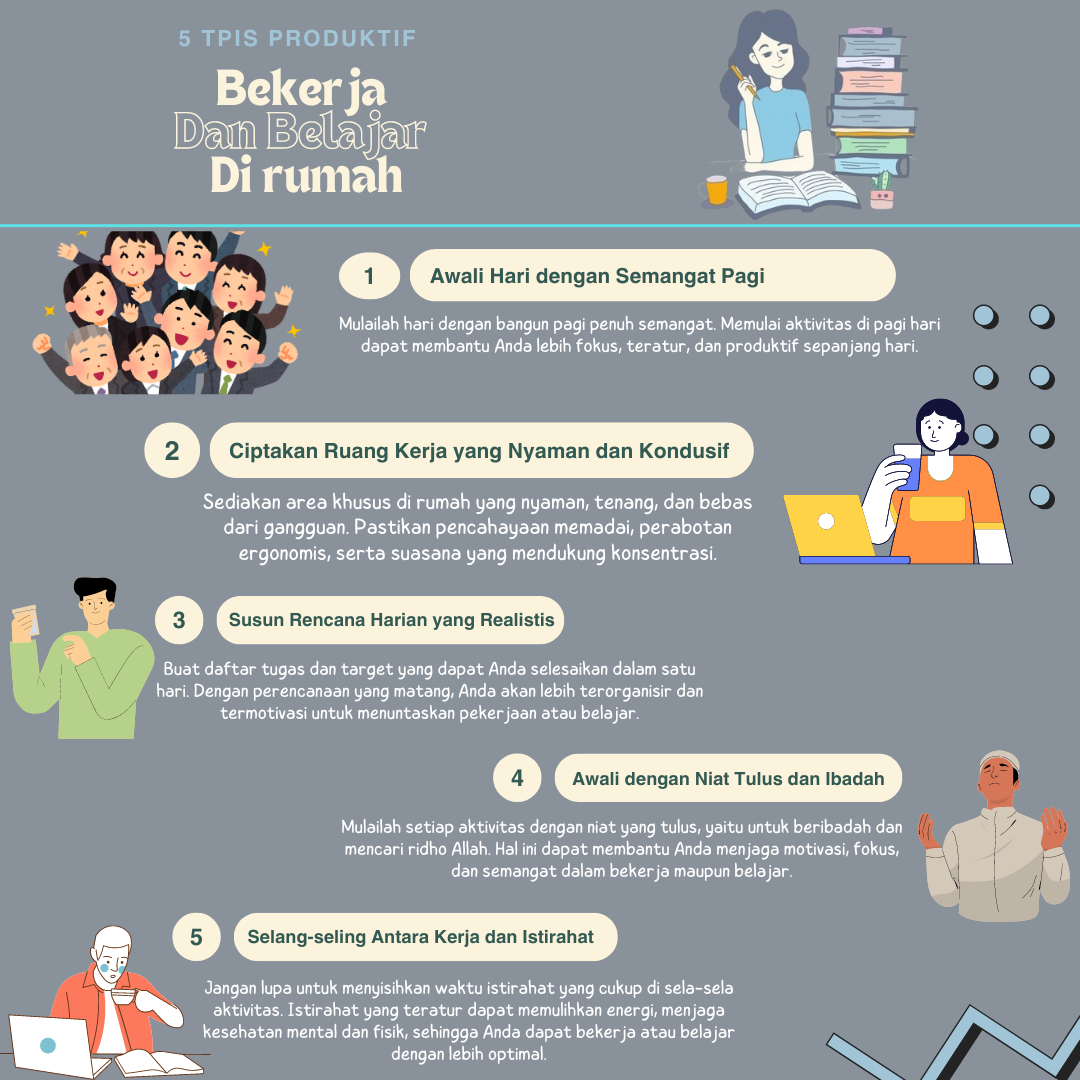 5 TPIS PRODUKTIF
Bekerja
Dan Belajar
Di rumah
1
Awali Hari dengan Semangat Pagi
Mulailah hari dengan bangun pagi penuh semangat. Memulai aktivitas di pagi hari
dapat membantu Anda lebih fokus, teratur, dan produktif sepanjang hari.
2
Ciptakan Ruang Kerja yang Nyaman dan Kondusif
Sediakan area khusus di rumah yang nyaman, tenang, dan bebas
dari gangguan. Pastikan pencahayaan memadai, perabotan
ergonomis, serta suasana yang mendukung konsentrasi.
3
Susun Rencana Harian yang Realistis
Buat daftar tugas dan target yang dapat Anda selesaikan dalam satu
hari. Dengan perencanaan yang matang, Anda akan lebih terorganisir dan
termotivasi untuk menuntaskan pekerjaan atau belajar.
4
Awali dengan Niat Tulus dan Ibadah
Mulailah setiap aktivitas dengan niat yang tulus, yaitu untuk beribadah dan
mencari ridho Allah. Hal ini dapat membantu Anda menjaga motivasi, fokus,
dan semangat dalam bekerja maupun belajar.
5
Selang-seling Antara Kerja dan Istirahat
Jangan lupa untuk menyisihkan waktu istirahat yang cukup di sela-sela
aktivitas. Istirahat yang teratur dapat memulihkan energi, menjaga
kesehatan mental dan fisik, sehingga Anda dapat bekerja atau belajar
dengan lebih optimal.